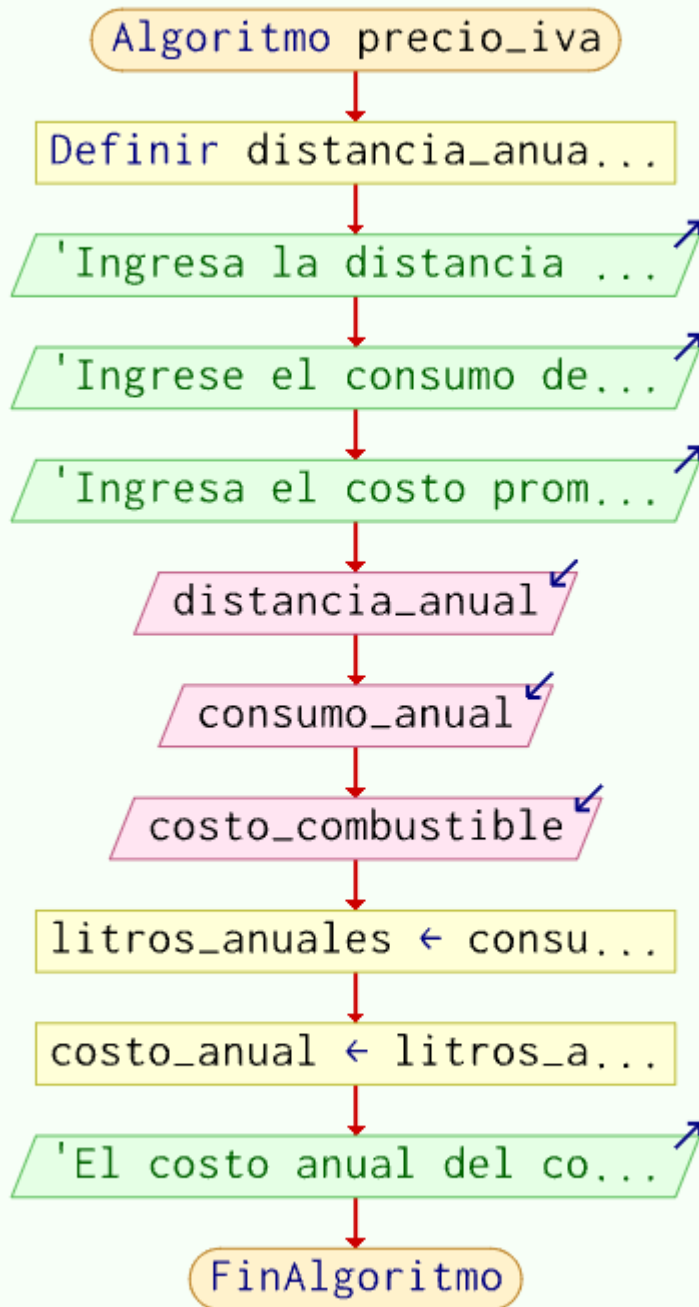 Algoritmo precio_iva
Definir distancia_anua...
'Ingresa la distancia ...
'Ingrese el consumo de...
'Ingresa el costo prom...
distancia_anual
consumo_anual
costo_combustible
litros_anuales ← consu...
costo_anual ← litros_a...
'El costo anual del co...
FinAlgoritmo